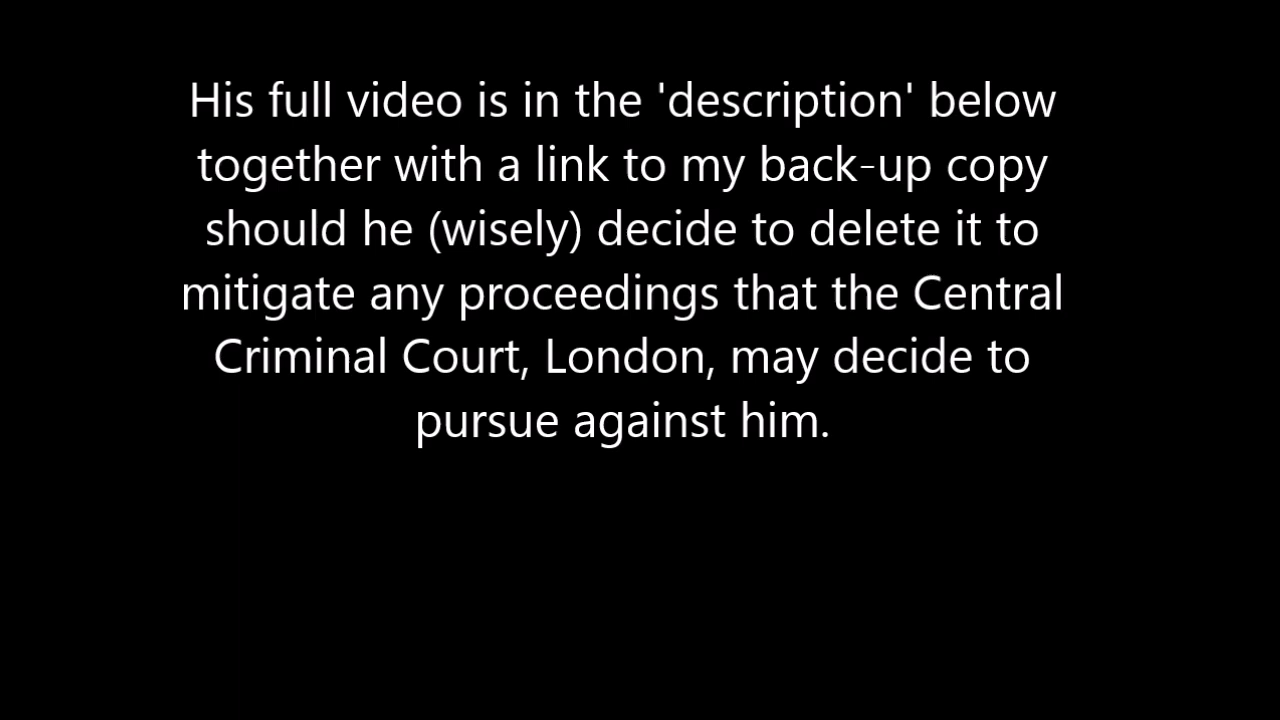 His full video is in the 'description' below
together with a link to my back-up copy
should he (wisely) decide to delete it to
mitigate any proceedings that the Central
Criminal Court, London, may decide to
pursue against him.